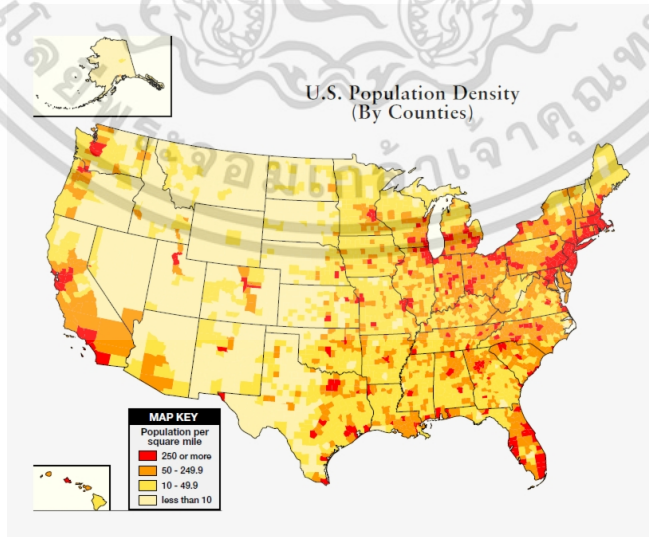 U.S. Population Density
(By Counties)
MAP KEY
Population per
square mile
250 or more
50 - 249.9
10 - 49.9
less than 10